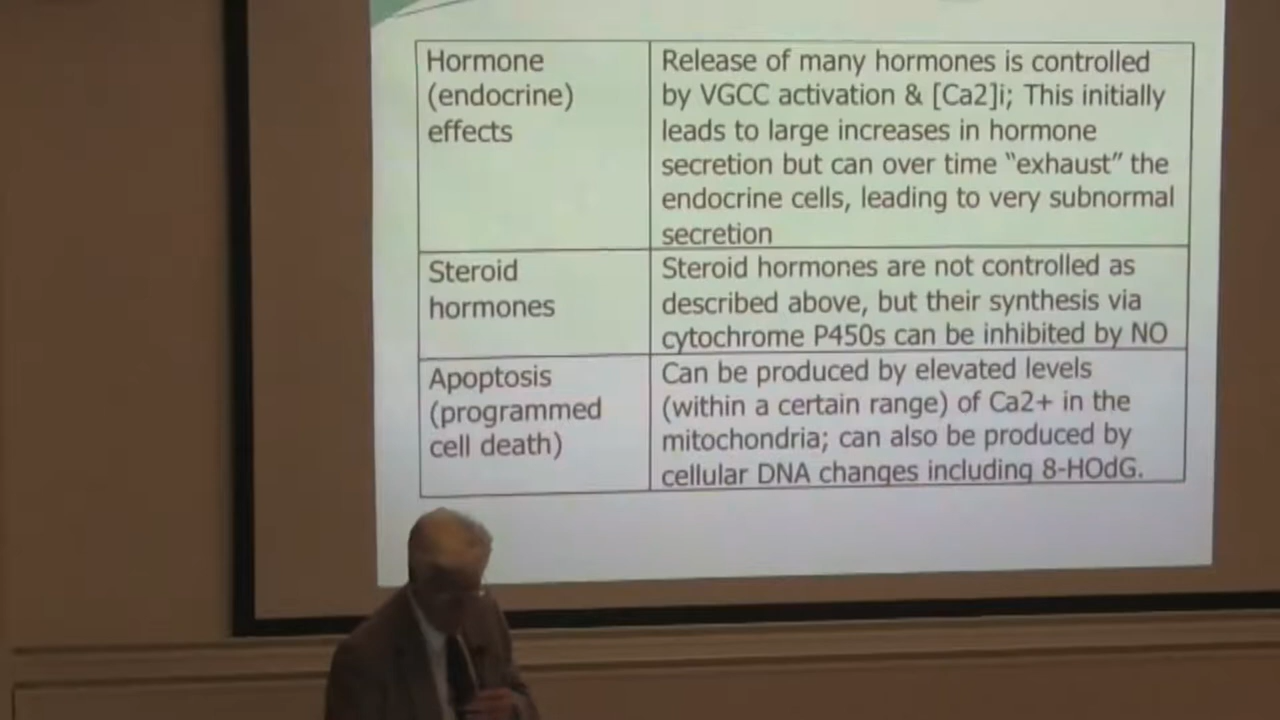 Hormone
(endocrine)
effects
Release of many hormones is controlled
by VGCC activation & [Ca2]i; This initially
leads to large increases in hormone
secretion but can over time “exhaust” the
endocrine cells, leading to very subnormal
secretion
Steroid
hormones
Steroid hormones are not controlled as
described above, but their synthesis via
cytochrome P450s can be inhibited by NO
Apoptosis
(programmed
cell death)
Can be produced by elevated levels
(within a certain range) of Ca2+ in the
mitochondria; can also be produced by
cellular DNA changes including 8-HOdG.